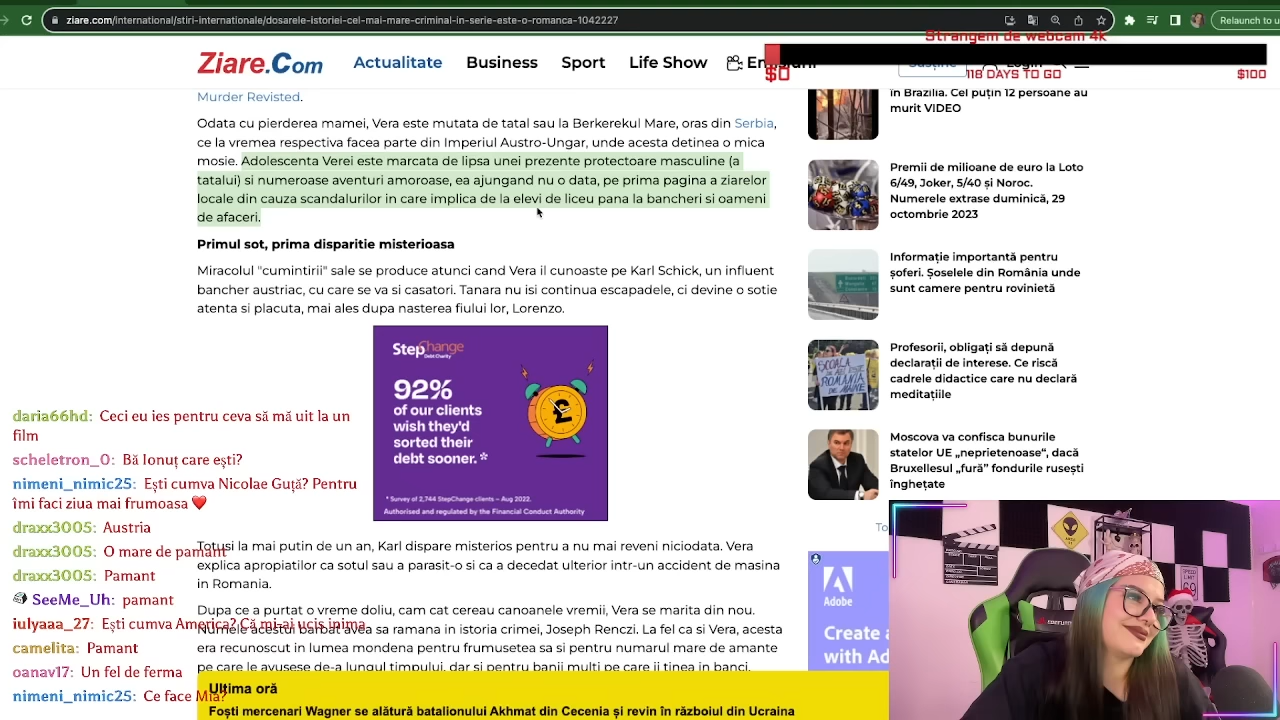 ziare.com/international/stiri-internationale/dosarele-istoriei-cel-mai-mare-criminal-in-serie-este-o-romanca-1042227
Relaunch to u
Strangem de webcam 4k
$0
118 DAYS TO GO
$100
Ziare.Com
Actualitate
Business
Sport
Life Show
Murder Revisted.
Odata cu pierderea mamei, Vera este mutata de tatal sau la Berkerekul Mare, oras din Serbia,
ce la vremea respectiva facea parte din Imperiul Austro-Ungar, unde acesta detinea o mica
mosie. Adolescenta Verei este marcata de lipsa unei prezente protectoare masculine (a
tatalui) si numeroase aventuri amoroase, ea ajungand nu o data, pe prima pagina a ziarelor
locale din cauza scandalurilor in care implica de la elevi de liceu pana la bancheri si oameni
de afaceri.
Primul sot, prima disparitie misterioasa
Miracolul "cumintirii" sale se produce atunci cand Vera il cunoaste pe Karl Schick, un influent
bancher austriac, cu care se va si casatori. Tanara nu isi continua escapadele, ci devine o sotie
atenta si placuta, mai ales dupa nasterea fiului lor, Lorenzo.
StepChange
Debt Charity
92%
of our clients
wish they'd
sorted their
debt sooner.*
£
* Survey of 2,744 StepChange clients – Aug 2022.
Authorised and regulated by the Financial Conduct Authority
Totusi la mai putin de un an, Karl dispare misterios pentru a nu mai reveni niciodata. Vera
explica apropiatilor ca sotul sau a parasit-o si ca a decedat ulterior intr-un accident de masina
in Romania.
Dupa ce a purtat o vreme doliu, cam cat cereau canoanele vremii, Vera se marita din nou.
Numele acestui barbat avea sa ramana in istoria crimei, Joseph Renczi. La fel ca si Vera, acesta
era recunoscut in lumea mondena pentru frumusetea sa si pentru numarul mare de amante
pe care le avusese de-a lungul timpului, dar si pentru banii multi pe care ii tinea in banci.
Ultima oră
Foști mercenari Wagner se alătură batalionului Akhmat din Cecenia și revin în războiul din Ucraina
în Brazilia. Cel puțin 12 persoane au
murit VIDEO
Premii de milioane de euro la Loto
6/49, Joker, 5/40 și Noroc.
Numerele extrase duminică, 29
octombrie 2023
Informație importantă pentru
șoferi. Șoselele din România unde
sunt camere pentru rovinietă
Profesorii, obligați să depună
declarații de interese. Ce riscă
cadrele didactice care nu declară
meditațiile
Moscova va confisca bunurile
statelor UE „neprietenoase“, dacă
Bruxellesul „fură” fondurile rusești
înghețate
To
Adobe
Create a
with Ad
daria66hd: Ceci eu ies pentru ceva să mă uit la un
film
scheletron_0: Bă Ionuț care ești?
nimeni_nimic25: Ești cumva Nicolae Guță? Pentru
îmi faci ziua mai frumoasa ❤️
draxx3005: Austria
draxx3005: O mare de pamant
draxx3005: Pamant
SeeMe_Uh: pamant
iulyaaa_27: Ești cumva America? Că mi-ai ucis inima
camelita: Pamant
oanav17: Un fel de ferma
nimeni_nimic25: Ce face Mia?
SPEED
LIMIT
69